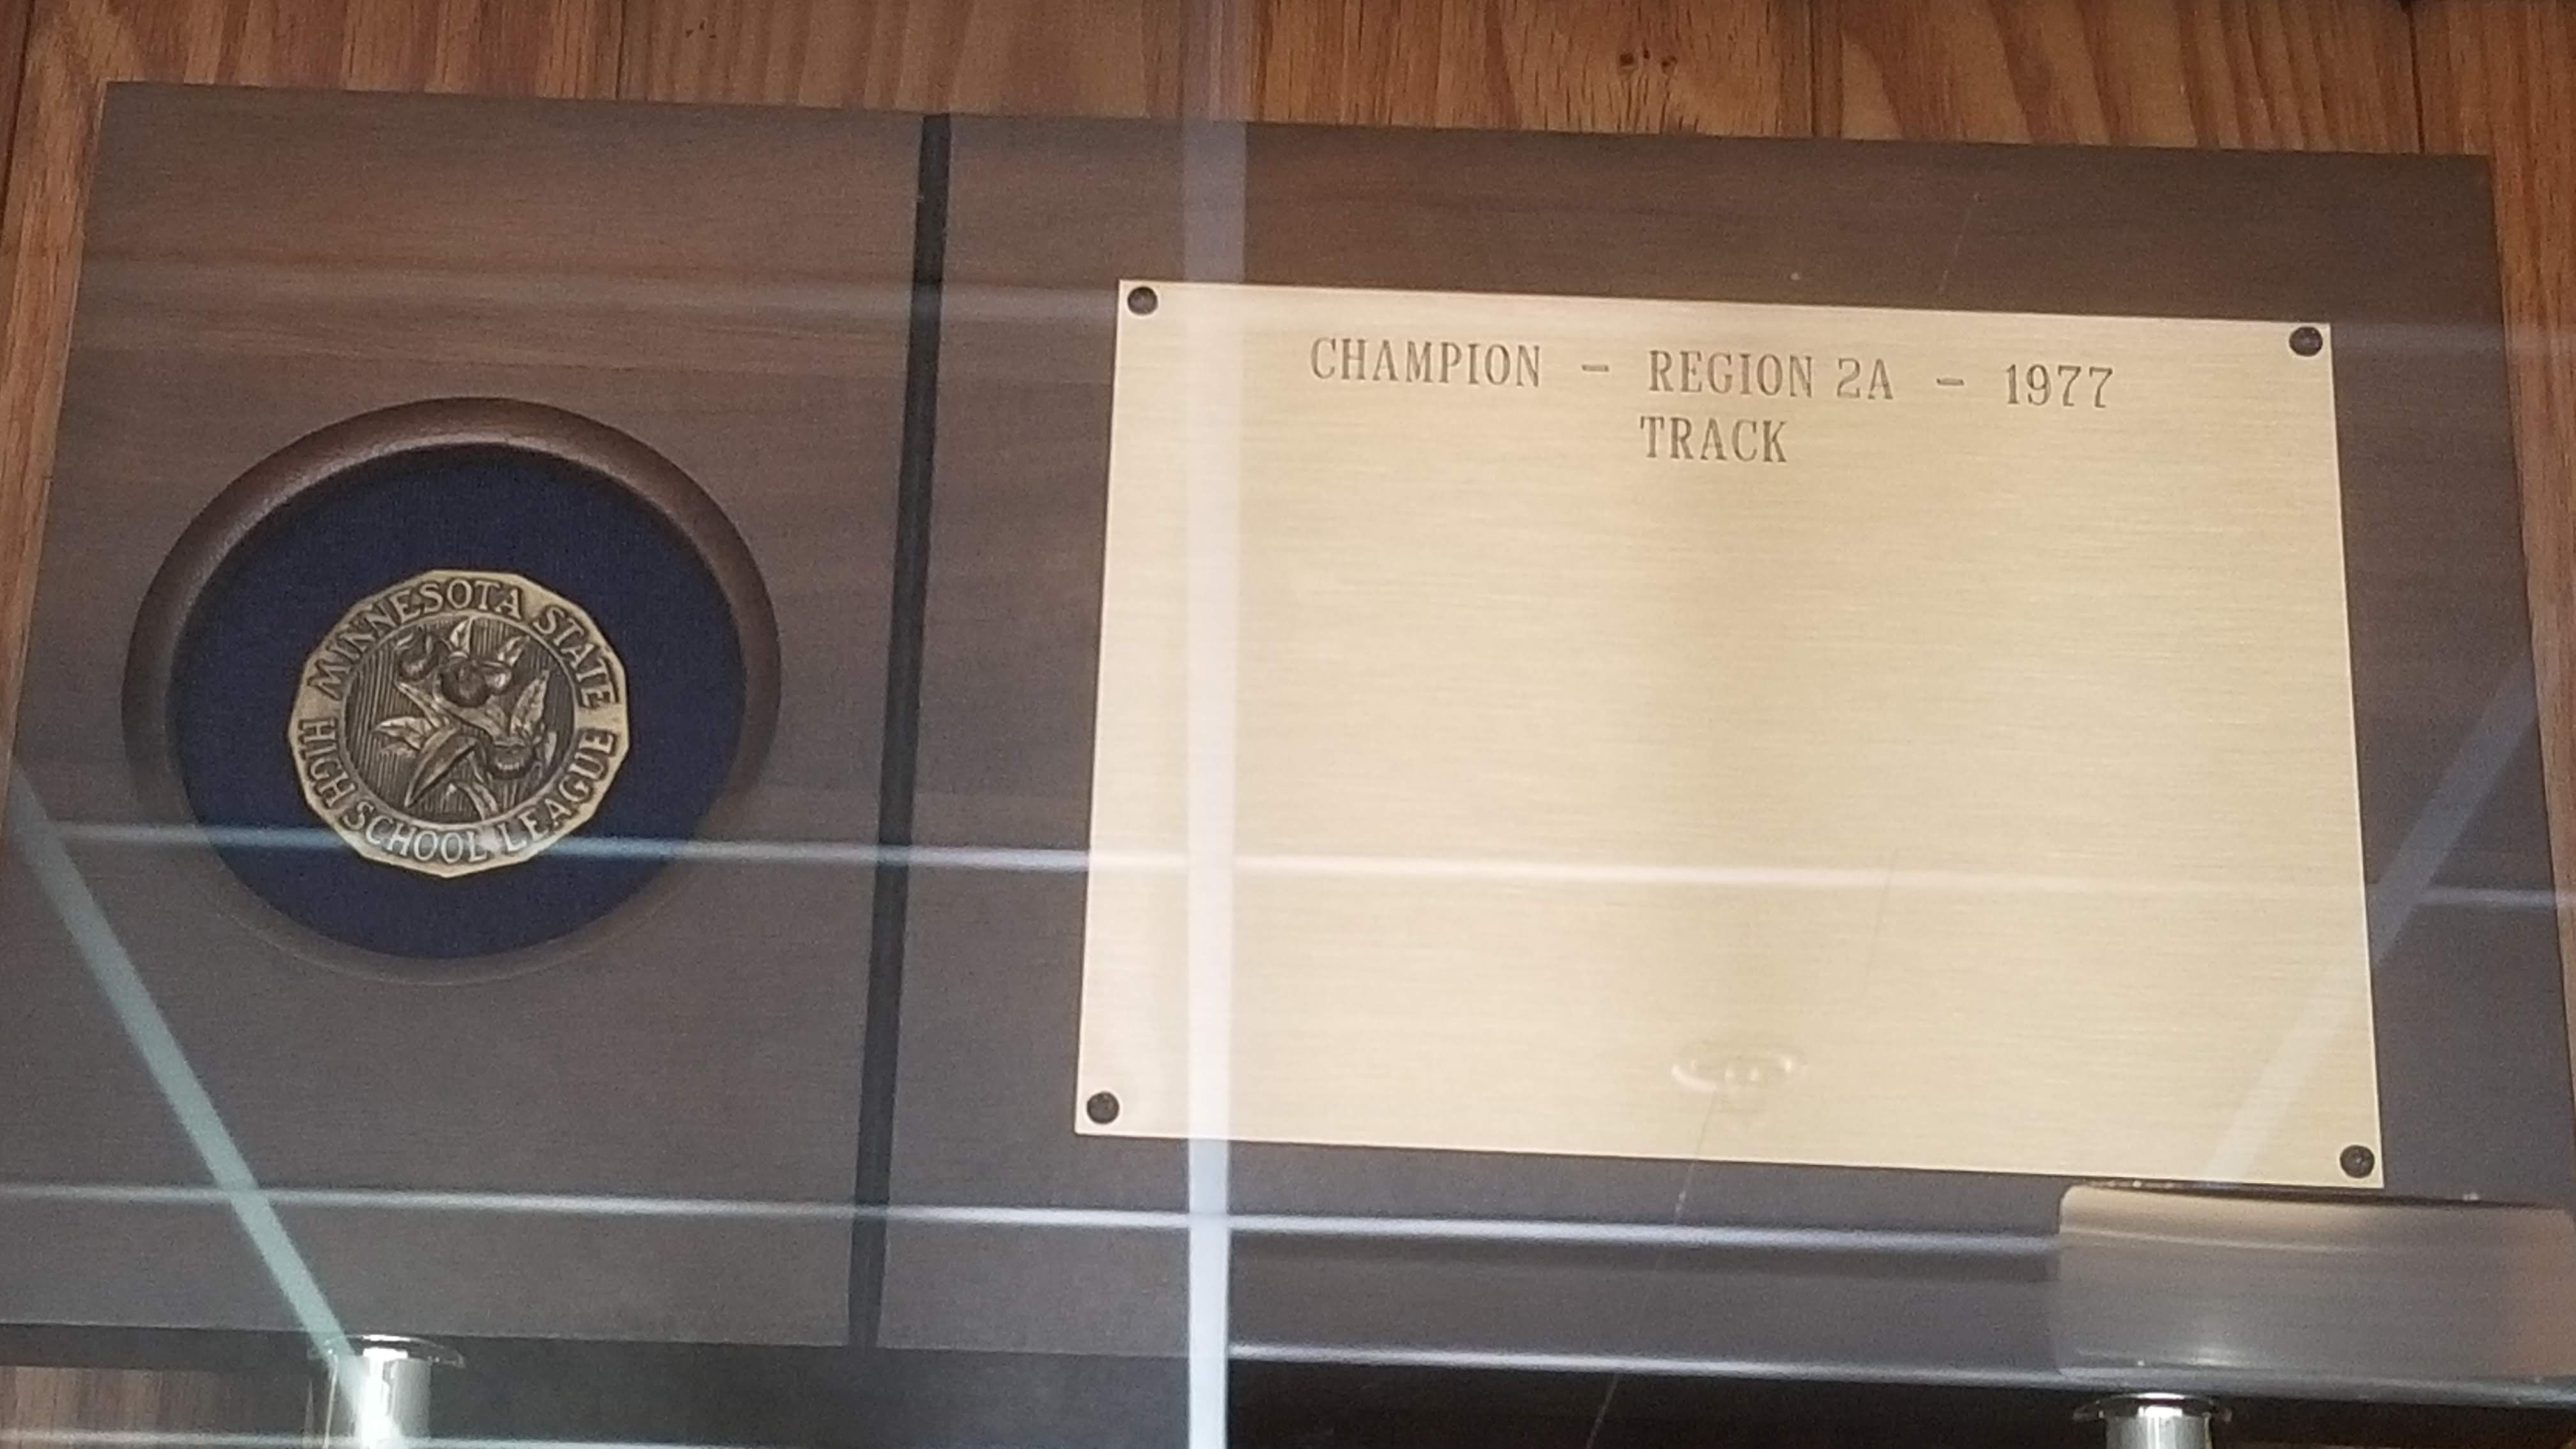 MINNESOTA STATE
HIGH SCHOOL LEAGUE
CHAMPION - REGION 2A - 1977
TRACK